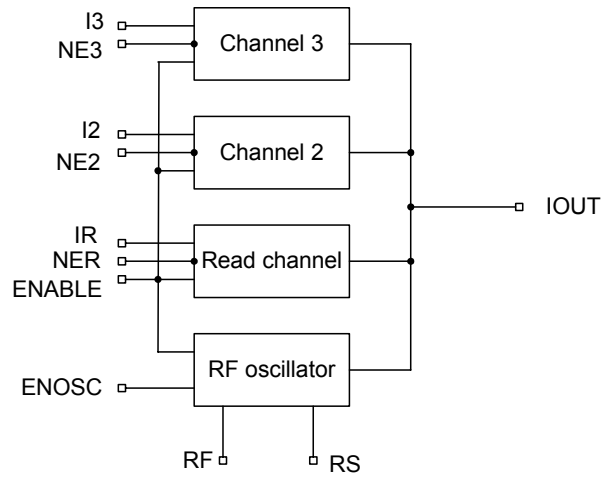 I3
NE3
Channel 3
I2
NE2
Channel 2
IOUT
IR
NER
ENABLE
Read channel
RF oscillator
ENOSC
RF
RS